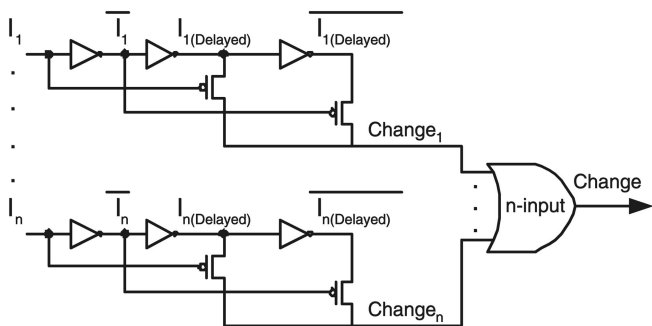 I1 I1 I1(Delayed) I1(Delayed)
Change1
n-input
Change
In In In(Delayed) In(Delayed)
Changen